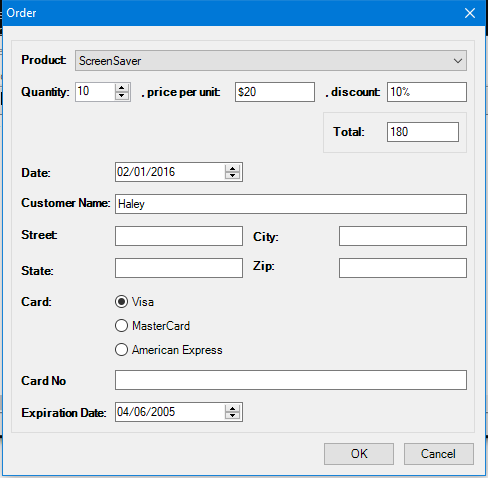 Order
Product: ScreenSaver
Quantity: 10 , price per unit: $20 , discount: 10%
Total: 180
Date: 02/01/2016
Customer Name: Haley
Street: City:
State: Zip:
Card: Visa
MasterCard
American Express
Card No
Expiration Date: 04/06/2005
OK Cancel